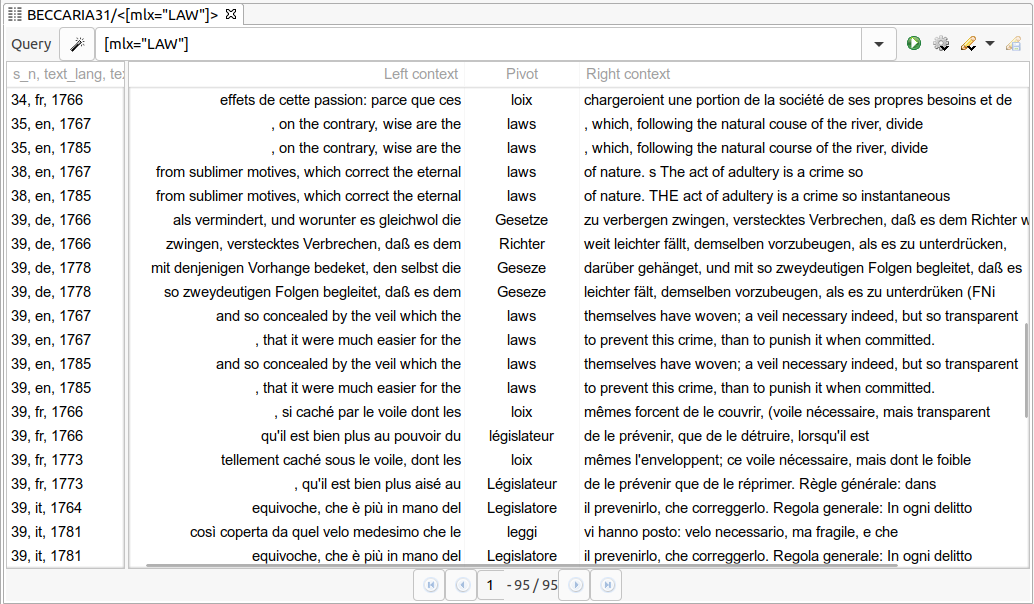 BECCARIA31/<[mlx="LAW"]>
Query [mlx="LAW"]
s_n, text_lang, te: Left context Pivot Right context
34, fr, 1766 effets de cette passion: parce que ces loix chargeroient une portion de la société de ses propres besoins et de
35, en, 1767 , on the contrary, wise are the laws , which, following the natural couse of the river, divide
35, en, 1785 , on the contrary, wise are the laws , which, following the natural course of the river, divide
38, en, 1767 from sublimer motives, which correct the eternal laws of nature. s The act of adultery is a crime so
38, en, 1785 from sublimer motives, which correct the eternal laws of nature. THE act of adultery is a crime so instantaneous
39, de, 1766 als vermindert, und worunter es gleichwol die Gesetze zu verbergen zwingen, verstecktes Verbrechen, daß es dem Richter w
39, de, 1766 zwingen, verstecktes Verbrechen, daß es dem Richter weit leichter fällt, demselben vorzubeugen, als es zu unterdrücken,
39, de, 1778 mit denjenigen Vorhange bedeket, den selbst die Geseze darüber gehänget, und mit so zweydeutigen Folgen begleitet, daß es
39, de, 1778 so zweydeutigen Folgen begleitet, daß es dem Geseze leichter fält, demselben vorzubeugen, als es zu unterdrüken (FNi
39, en, 1767 and so concealed by the veil which the laws themselves have woven; a veil necessary indeed, but so transparent
39, en, 1767 , that it were much easier for the laws to prevent this crime, than to punish it when committed.
39, en, 1785 and so concealed by the veil which the laws themselves have woven; a veil necessary indeed, but so transparent
39, en, 1785 , that it were much easier for the laws to prevent this crime, than to punish it when committed.
39, fr, 1766 , si caché par le voile dont les loix mêmes forcent de le couvrir, (voile nécessaire, mais transparent
39, fr, 1766 qu'il est bien plus au pouvoir du législateur de le prévenir, que de le détruire, lorsqu'il est
39, fr, 1773 tellement caché sous le voile, dont les loix mêmes l'enveloppent; ce voile nécessaire, mais dont le foible
39, fr, 1773 , qu'il est bien plus aisé au Législateur de le prévenir que de le réprimer. Règle générale: dans
39, it, 1764 equivoche, che è più in mano del Legislatore il prevenirlo, che correggerlo. Regola generale: In ogni delitto
39, it, 1781 così coperta da quel velo medesimo che le leggi vi hanno posto: velo necessario, ma fragile, e che
39, it, 1781 equivoche, che è più in mano del Legislatore il prevenirlo, che correggerlo. Regola generale: In ogni delitto
1 - 95 / 95